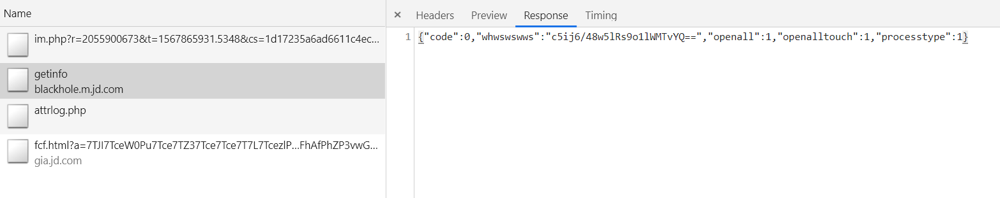 Name
im.php?r=2055900673&t=1567865931.5348&cs=1d17235a6ad6611c4ec...
getinfo
blackhole.m.jd.com
attrlog.php
fcf.html?a=7TJI7TceW0Pu7Tce7TZ37Tce7Tce7T7L7TcezlP...FhAfPhZP3vwG...
gia.jd.com
× Headers Preview Response Timing
1 {"code":0,"whwswswws":"c5ij6/48w5lRs9o1lWMTvYQ==","openall":1,"openalltouch":1,"processtype":1}